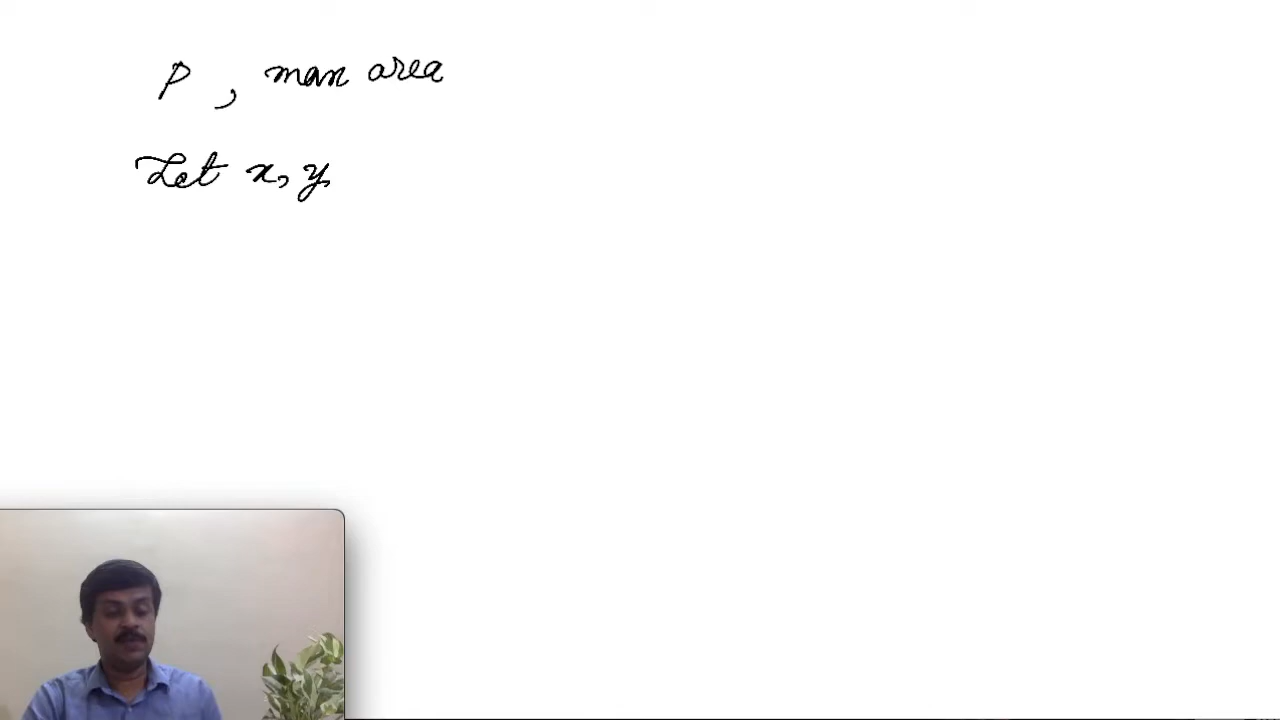 P, max area
Let x, y,